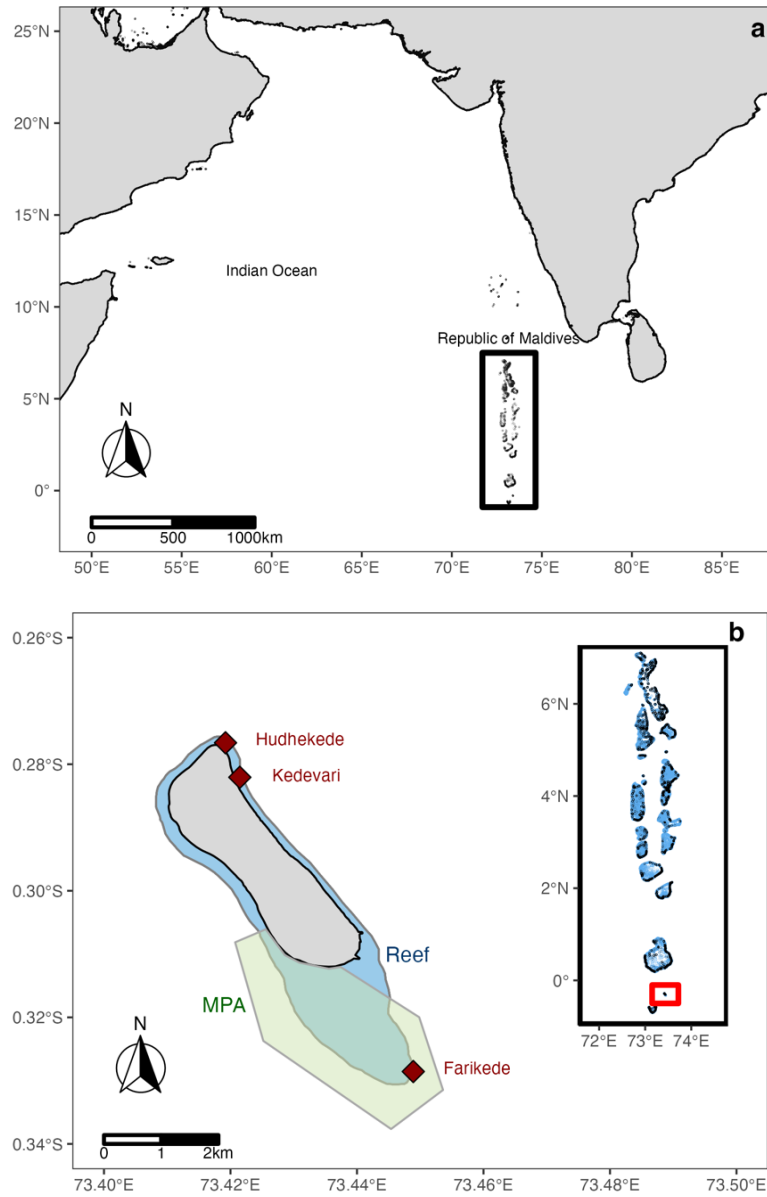 a
25°N
20°N
15°N
10°N
5°N
0°
Indian Ocean
Republic of Maldives
N
0 500 1000km
50°E 55°E 60°E 65°E 70°E 75°E 80°E 85°E
b
0.26°S
0.28°S
0.30°S
0.32°S
0.34°S
Hudhekede
Kedevari
Reef
MPA
Farikede
N
0 1 2km
6°N
4°N
2°N
0°
72°E 73°E 74°E
73.40°E 73.42°E 73.44°E 73.46°E 73.48°E 73.50°E